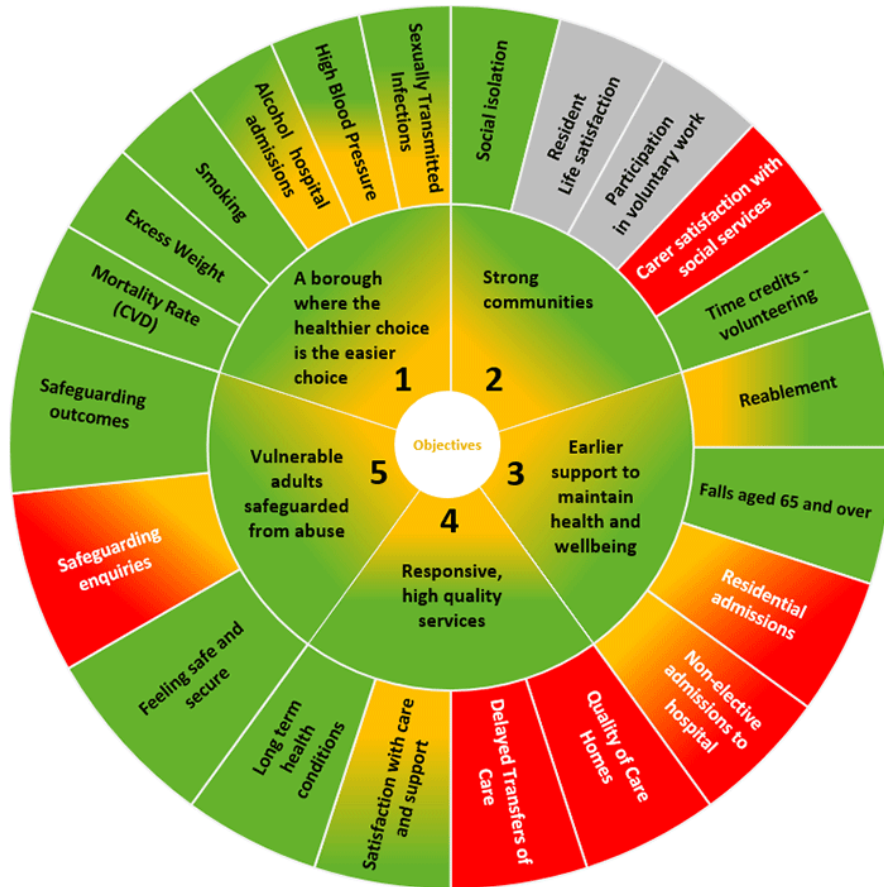 Social isolation
Resident
Life satisfaction
Participation
in voluntary work
Carer satisfaction with
social services
Time credits -
volunteering
Reablement
Falls aged 65 and over
Residential
admissions
Non-elective
admissions to
hospital
Quality of Care
Homes
Delayed Transfers of
Care
Satisfaction with care
and support
Long term
health
conditions
Feeling safe and
secure
Safeguarding
enquiries
Safeguarding
outcomes
Mortality Rate
(CVD)
Excess Weight
Smoking
Alcohol hospital
admissions
High Blood Pressure
Sexually Transmitted
Infections
A borough
where the
healthier choice
is the easier
choice
1
Strong
communities
2
Earlier
support to
maintain
health and
wellbeing
3
4
Responsive,
high quality
services
Vulnerable
adults
safeguarded
from abuse
5
Objectives